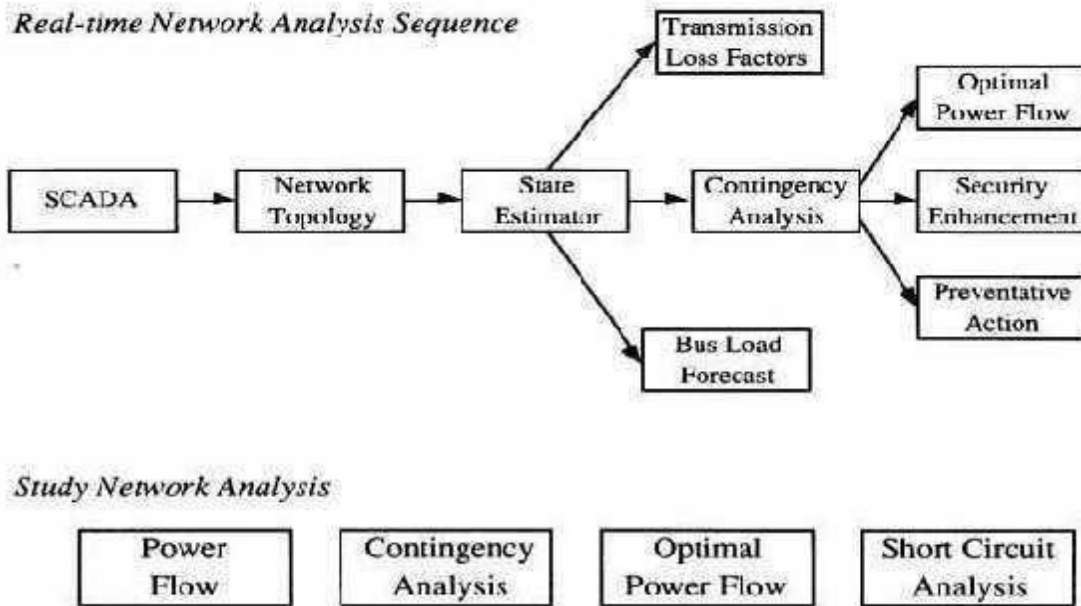 Real-time Network Analysis Sequence
Transmission
Loss Factors
Optimal
Power Flow
SCADA
Network
Topology
State
Estimator
Contingency
Analysis
Security
Enhancement
Preventative
Action
Bus Load
Forecast
Study Network Analysis
Power
Flow
Contingency
Analysis
Optimal
Power Flow
Short Circuit
Analysis